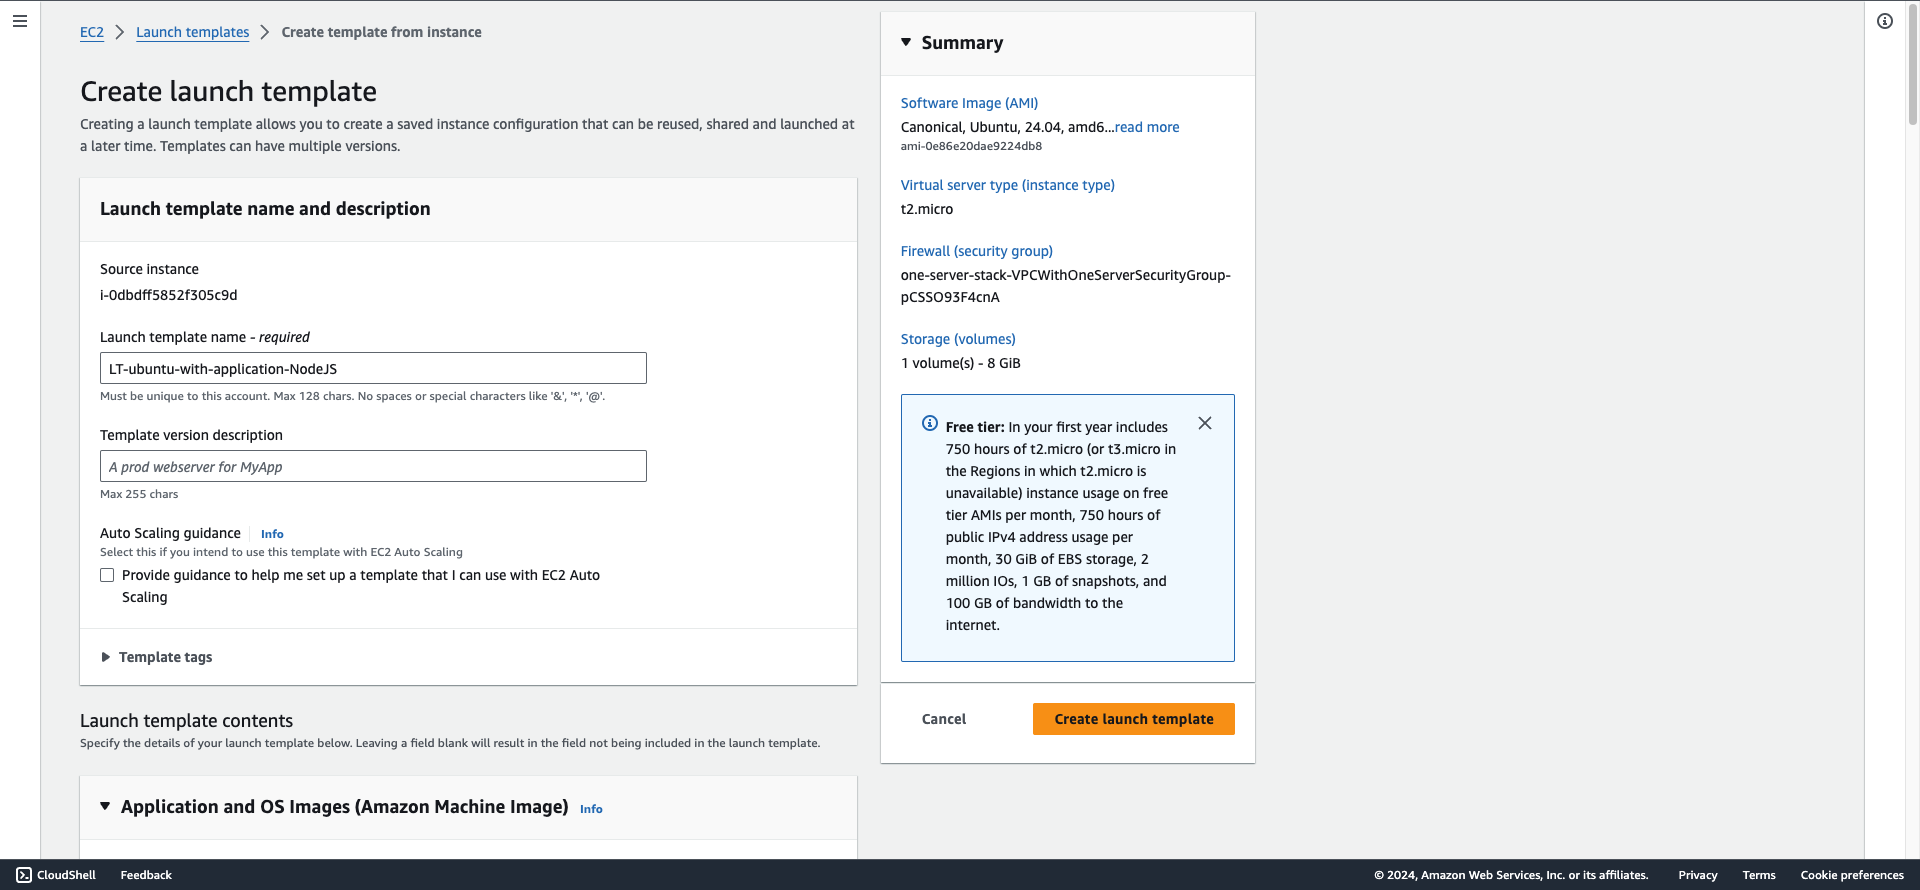 EC2 > Launch templates > Create template from instance
Create launch template
Creating a launch template allows you to create a saved instance configuration that can be reused, shared and launched at
a later time. Templates can have multiple versions.
Launch template name and description
Source instance
i-0dbdff5852f305c9d
Launch template name - required
LT-ubuntu-with-application-NodeJS
Must be unique to this account. Max 128 chars. No spaces or special characters like '&', '*', '@'.
Template version description
A prod webserver for MyApp
Max 255 chars
Auto Scaling guidance Info
Select this if you intend to use this template with EC2 Auto Scaling
Provide guidance to help me set up a template that I can use with EC2 Auto
Scaling
Template tags
Launch template contents
Specify the details of your launch template below. Leaving a field blank will result in the field not being included in the launch template.
Application and OS Images (Amazon Machine Image) Info
Summary
Software Image (AMI)
Canonical, Ubuntu, 24.04, amd6...read more
ami-0e86e20dae9224db8
Virtual server type (instance type)
t2.micro
Firewall (security group)
one-server-stack-VPCWithOneServerSecurityGroup-
pCSSO93F4cnA
Storage (volumes)
1 volume(s) - 8 GiB
Free tier: In your first year includes
750 hours of t2.micro (or t3.micro in
the Regions in which t2.micro is
unavailable) instance usage on free
tier AMIs per month, 750 hours of
public IPv4 address usage per
month, 30 GiB of EBS storage, 2
million IOs, 1 GB of snapshots, and
100 GB of bandwidth to the
internet.
Cancel
Create launch template
CloudShell
Feedback
© 2024, Amazon Web Services, Inc. or its affiliates.
Privacy
Terms
Cookie preferences